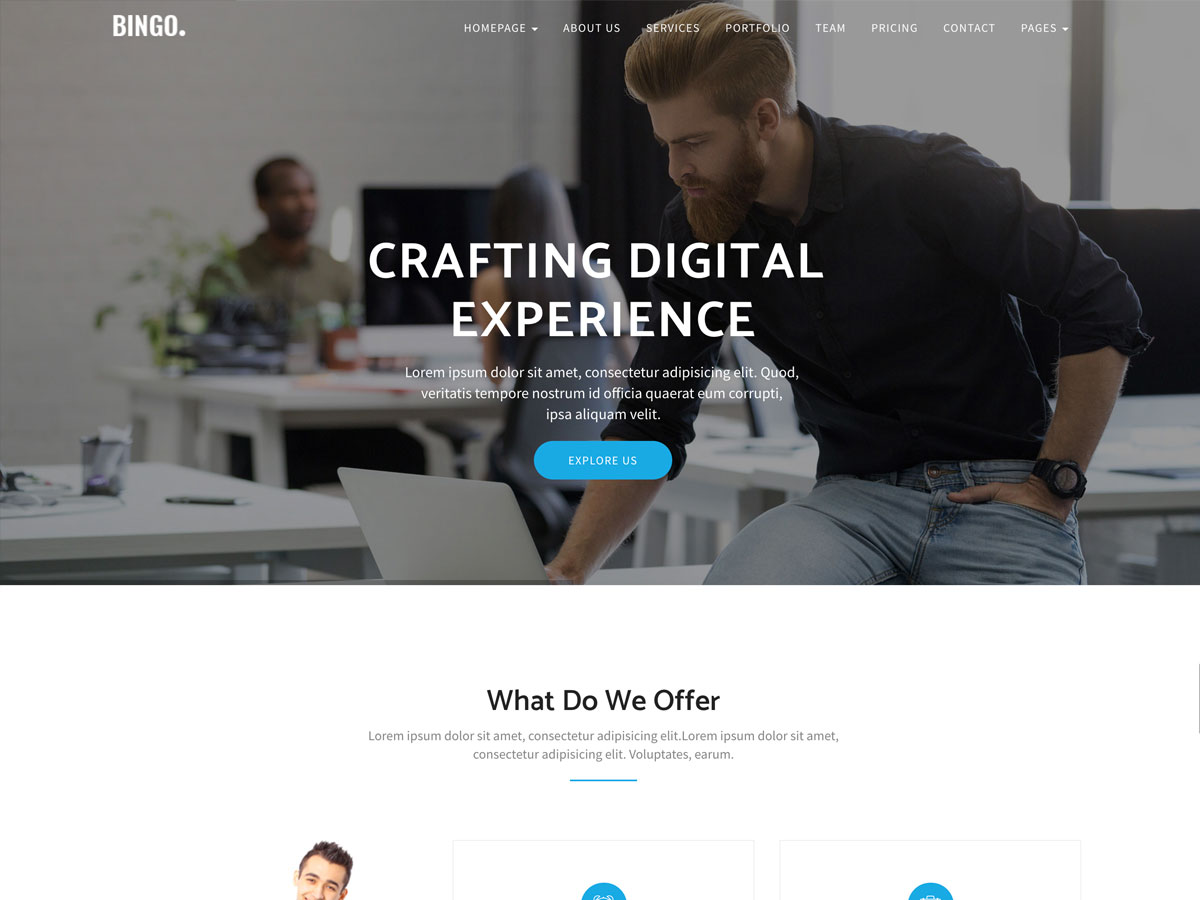 BINGO.
HOMEPAGE ABOUT US SERVICES PORTFOLIO TEAM PRICING CONTACT PAGES
CRAFTING DIGITAL
EXPERIENCE
Lorem ipsum dolor sit amet, consectetur adipisicing elit. Quod,
veritatis tempore nostrum id officia quaerat eum corrupti,
ipsa aliquam velit.
EXPLORE US
What Do We Offer
Lorem ipsum dolor sit amet, consectetur adipisicing elit.Lorem ipsum dolor sit amet,
consectetur adipisicing elit. Voluptates, earum.